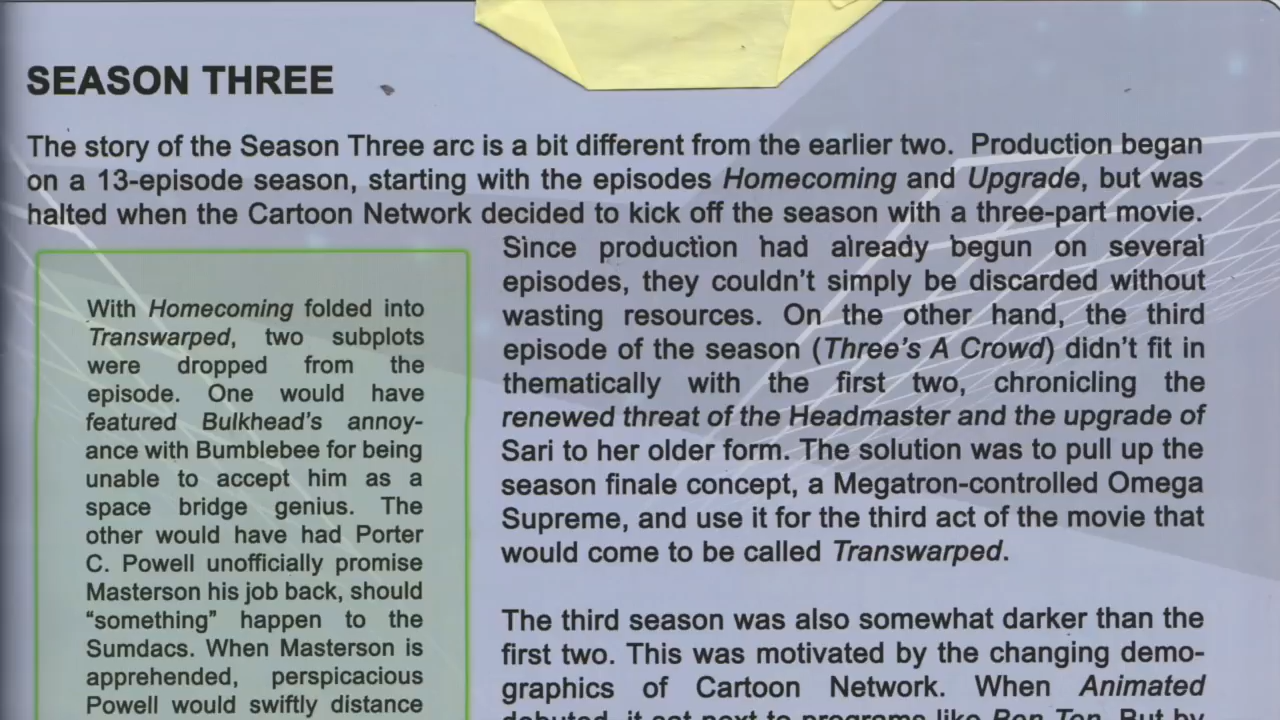 SEASON THREE
The story of the Season Three arc is a bit different from the earlier two. Production began
on a 13-episode season, starting with the episodes Homecoming and Upgrade, but was
halted when the Cartoon Network decided to kick off the season with a three-part movie.
Since production had already begun on several
episodes, they couldn't simply be discarded without
wasting resources. On the other hand, the third
episode of the season (Three's A Crowd) didn't fit in
thematically with the first two, chronicling the
renewed threat of the Headmaster and the upgrade of
Sari to her older form. The solution was to pull up the
season finale concept, a Megatron-controlled Omega
Supreme, and use it for the third act of the movie that
would come to be called Transwarped.
The third season was also somewhat darker than the
first two. This was motivated by the changing demo-
graphics of Cartoon Network. When Animated
debuted, it sat next to programs like Ben Ten. But by
With Homecoming folded into
Transwarped, two subplots
were dropped from the
episode. One would have
featured Bulkhead's annoy-
ance with Bumblebee for being
unable to accept him as a
space bridge genius. The
other would have had Porter
C. Powell unofficially promise
Masterson his job back, should
"something" happen to the
Sumdacs. When Masterson is
apprehended, perspicacious
Powell would swiftly distance